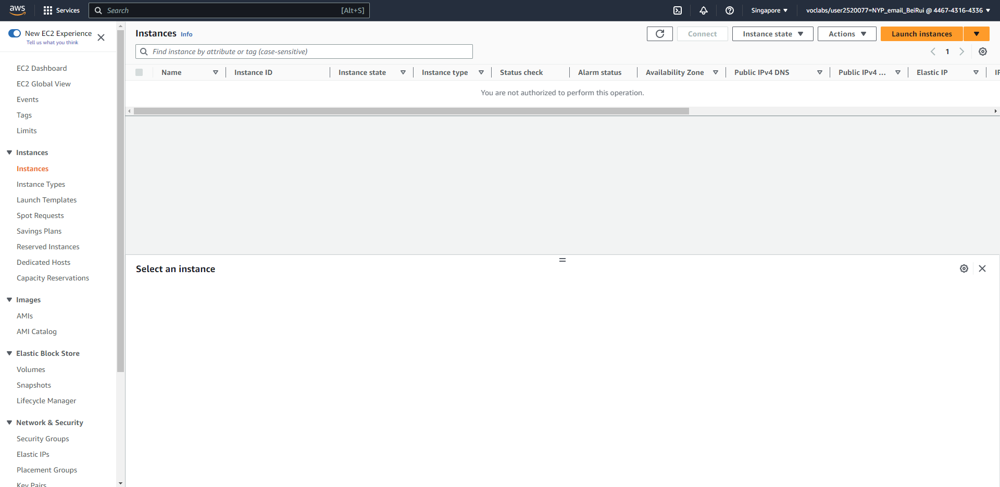 aws
Services
Search
[Alt+S]
Singapore
voclabs/user2520077=NYP_email_BeiRui @ 4467-4316-4336
New EC2 Experience
Tell us what you think
EC2 Dashboard
EC2 Global View
Events
Tags
Limits
Instances
Instances
Instance Types
Launch Templates
Spot Requests
Savings Plans
Reserved Instances
Dedicated Hosts
Capacity Reservations
Images
AMIs
AMI Catalog
Elastic Block Store
Volumes
Snapshots
Lifecycle Manager
Network & Security
Security Groups
Elastic IPs
Placement Groups
Key Pairs
Instances Info
Connect
Instance state
Actions
Launch instances
Find instance by attribute or tag (case-sensitive)
1
Name
Instance ID
Instance state
Instance type
Status check
Alarm status
Availability Zone
Public IPv4 DNS
Public IPv4 ...
Elastic IP
You are not authorized to perform this operation.
Select an instance